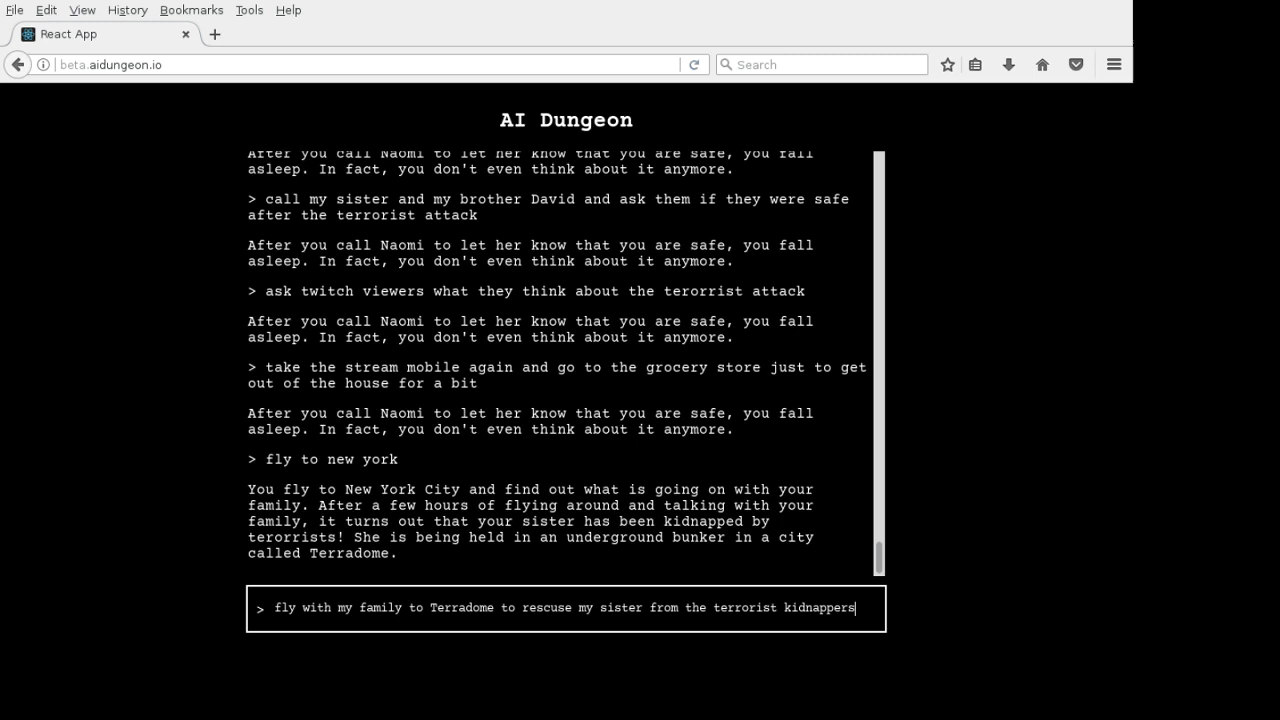 File Edit View History Bookmarks Tools Help
React App
beta.aidungeon.io
Search
AI Dungeon
After you call Naomi to let her know that you are safe, you fall
asleep. In fact, you don't even think about it anymore.
> call my sister and my brother David and ask them if they were safe
after the terrorist attack
After you call Naomi to let her know that you are safe, you fall
asleep. In fact, you don't even think about it anymore.
> ask twitch viewers what they think about the terorrist attack
After you call Naomi to let her know that you are safe, you fall
asleep. In fact, you don't even think about it anymore.
> take the stream mobile again and go to the grocery store just to get
out of the house for a bit
After you call Naomi to let her know that you are safe, you fall
asleep. In fact, you don't even think about it anymore.
> fly to new york
You fly to New York City and find out what is going on with your
family. After a few hours of flying around and talking with your
family, it turns out that your sister has been kidnapped by
terorrists! She is being held in an underground bunker in a city
called Terradome.
> fly with my family to Terradome to rescuse my sister from the terrorist kidnappers